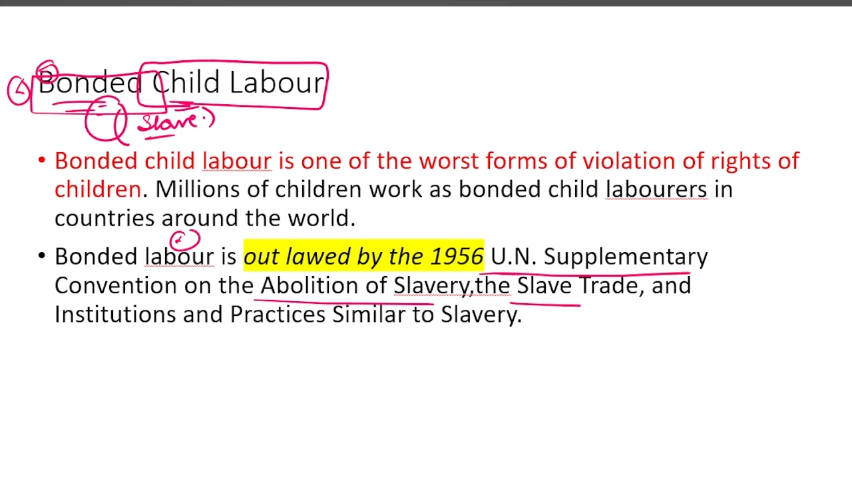 Bonded Child Labour
Slave
• Bonded child labour is one of the worst forms of violation of rights of
children. Millions of children work as bonded child labourers in
countries around the world.
• Bonded labour is out lawed by the 1956 U.N. Supplementary
Convention on the Abolition of Slavery,the Slave Trade, and
Institutions and Practices Similar to Slavery.